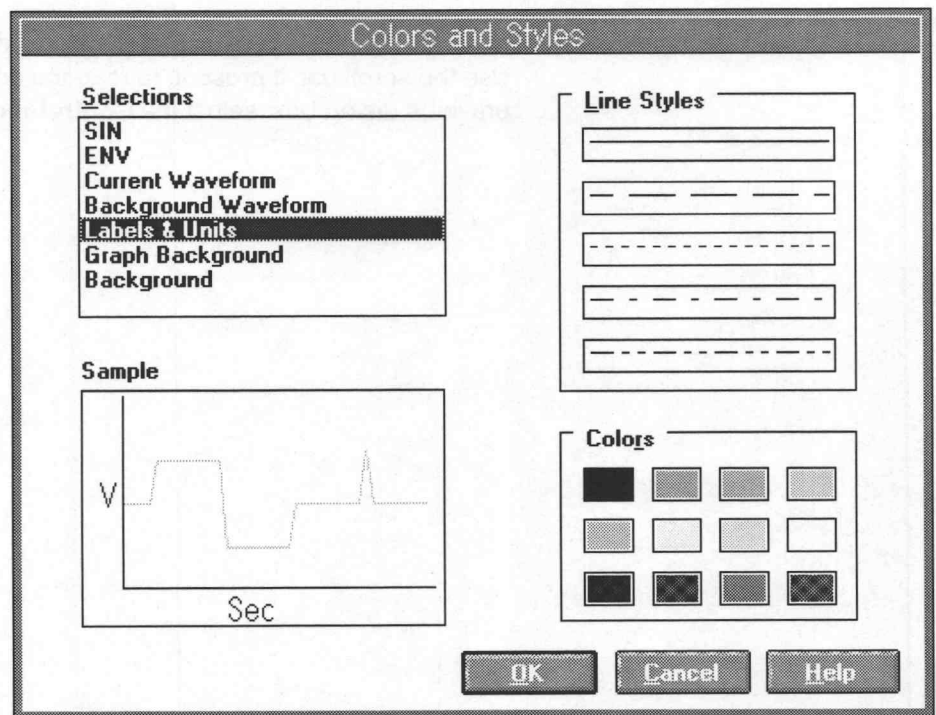 Colors and Styles
Selections
SIN
ENV
Current Waveform
Background Waveform
Labels & Units
Graph Background
Background
Sample
V
Sec
Line Styles
Colors
OK
Cancel
Help